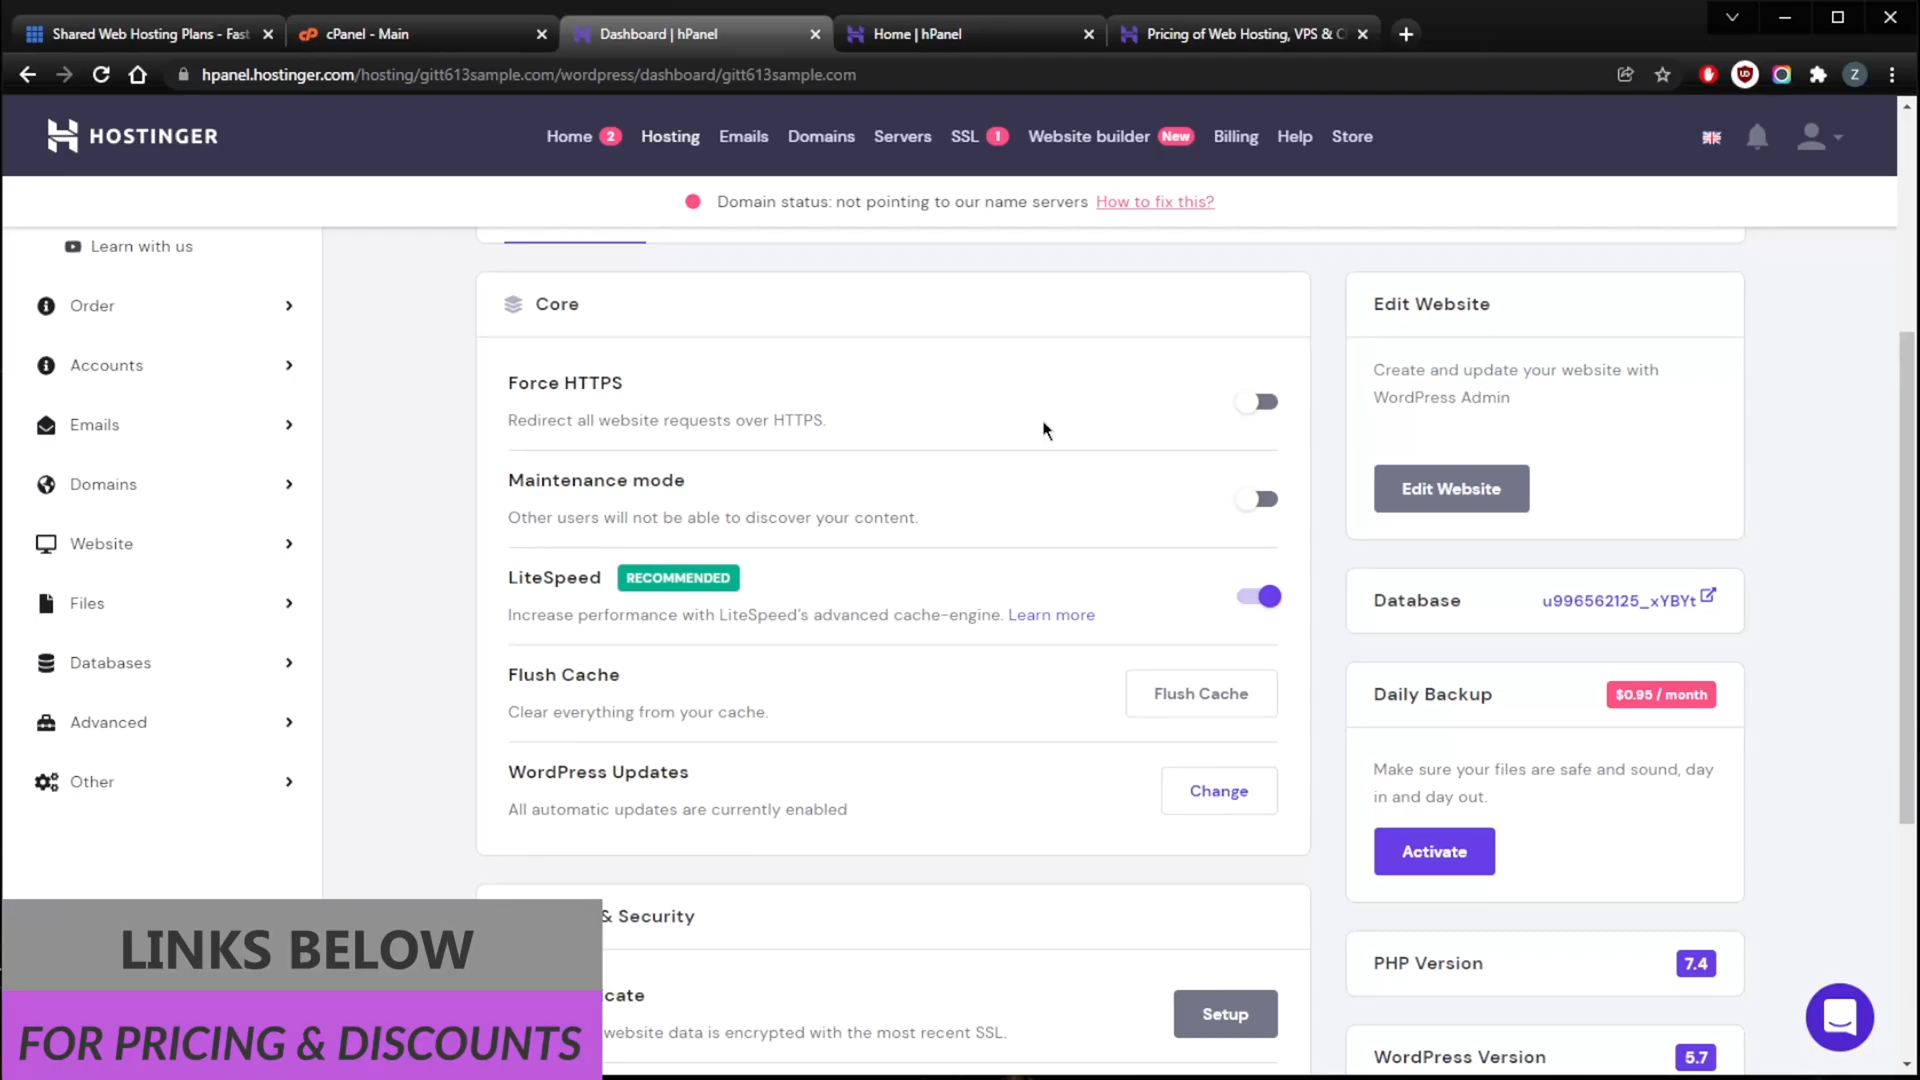 Shared Web Hosting Plans - Fast
cPanel - Main
Dashboard | hPanel
Home | hPanel
Pricing of Web Hosting, VPS & C
hpanel.hostinger.com/hosting/gitt613sample.com/wordpress/dashboard/gitt613sample.com
Z
HOSTINGER
Home 2 Hosting Emails Domains Servers SSL 1 Website builder New Billing Help Store
Domain status: not pointing to our name servers How to fix this?
Learn with us
Order
Accounts
Emails
Domains
Website
Files
Databases
Advanced
Other
Core
Force HTTPS
Redirect all website requests over HTTPS.
Maintenance mode
Other users will not be able to discover your content.
LiteSpeed RECOMMENDED
Increase performance with LiteSpeed's advanced cache-engine. Learn more
Flush Cache
Clear everything from your cache.
Flush Cache
WordPress Updates
All automatic updates are currently enabled
Change
& Security
cate
website data is encrypted with the most recent SSL.
Setup
Edit Website
Create and update your website with
WordPress Admin
Edit Website
Database u996562125_xYBYt
Daily Backup $0.95 / month
Make sure your files are safe and sound, day
in and day out.
Activate
PHP Version 7.4
WordPress Version 5.7
LINKS BELOW
FOR PRICING & DISCOUNTS